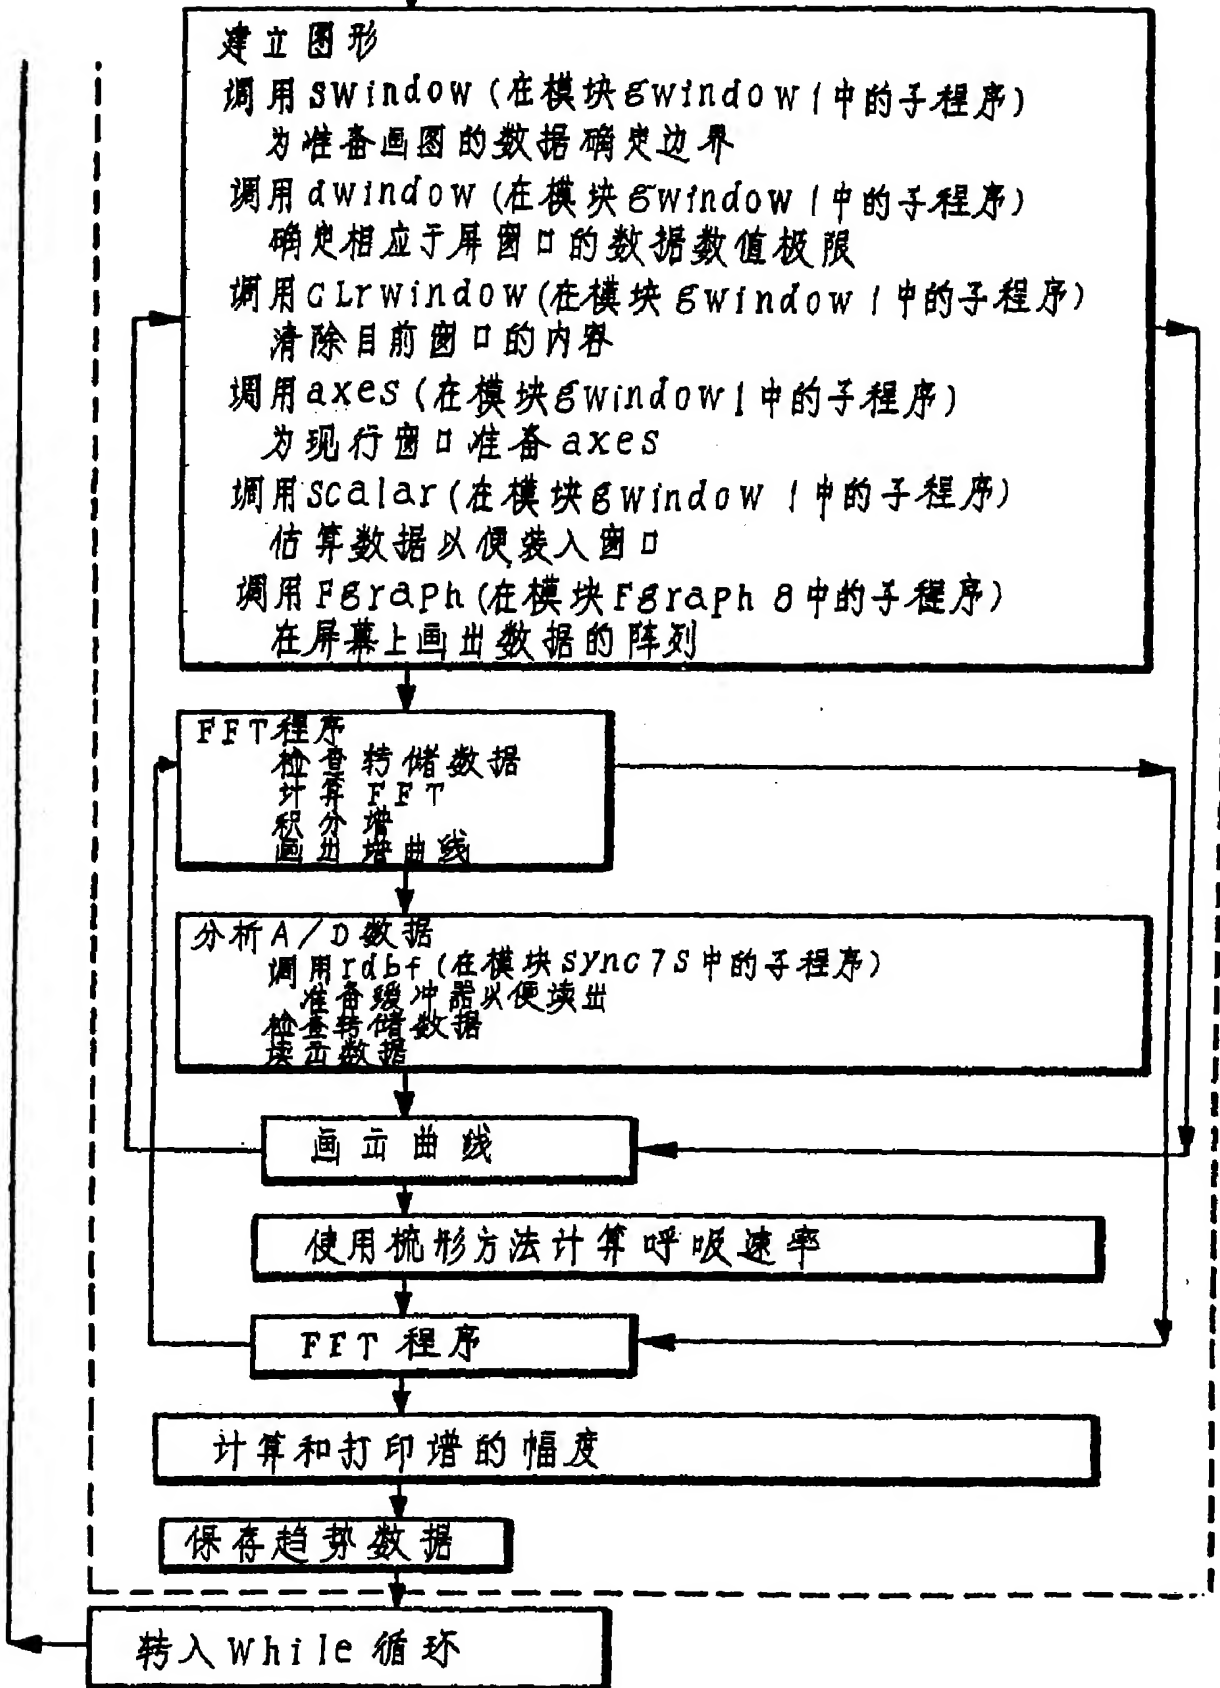 建立图形
调用swindow(在模块gwindow1中的子程序)
为准备画图的数据确定边界
调用dwindow(在模块gwindow1中的子程序)
确定相应于屏窗口的数据数值极限
调用CLrwindow(在模块gwindow1中的子程序)
清除目前窗口的内容
调用axes(在模块gwindow1中的子程序)
为现行窗口准备axes
调用scalar(在模块gwindow1中的子程序)
估算数据以便装入窗口
调用Fgraph(在模块Fgraph8中的子程序)
在屏幕上画出数据的阵列
FFT程序
检查转储数据
计算FFT
积分谱
画出谱曲线
分析A/D数据
调用rdbf(在模块sync7s中的子程序)
准备缓冲器以便读出
检查转储数据
读出数据
画出曲线
使用梳形方法计算呼吸速率
FFT程序
计算和打印谱的幅度
保存趋势数据
转入While循环